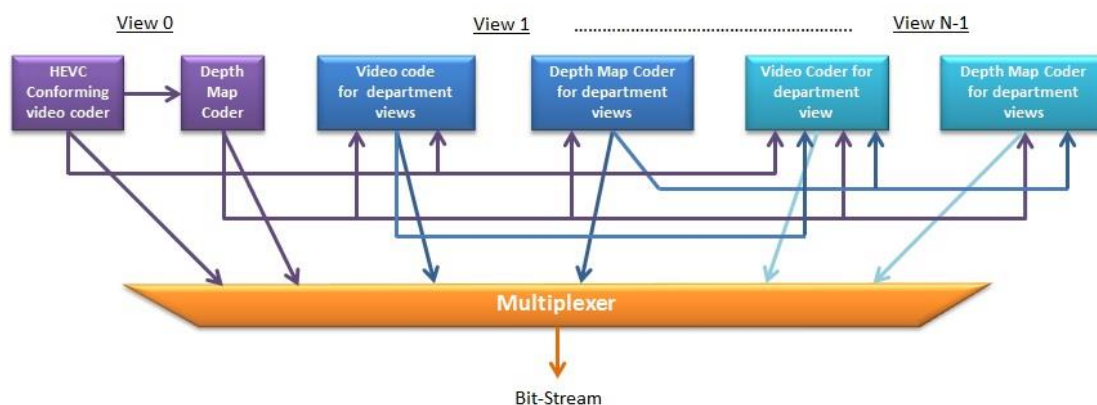 View 0
View 1
View N-1
HEVC
Conforming
video coder
Depth
Map
Coder
Video code
for department
views
Depth Map Coder
for department
views
Video Coder for
department
view
Depth Map Coder
for department
views
Multiplexer
Bit-Stream